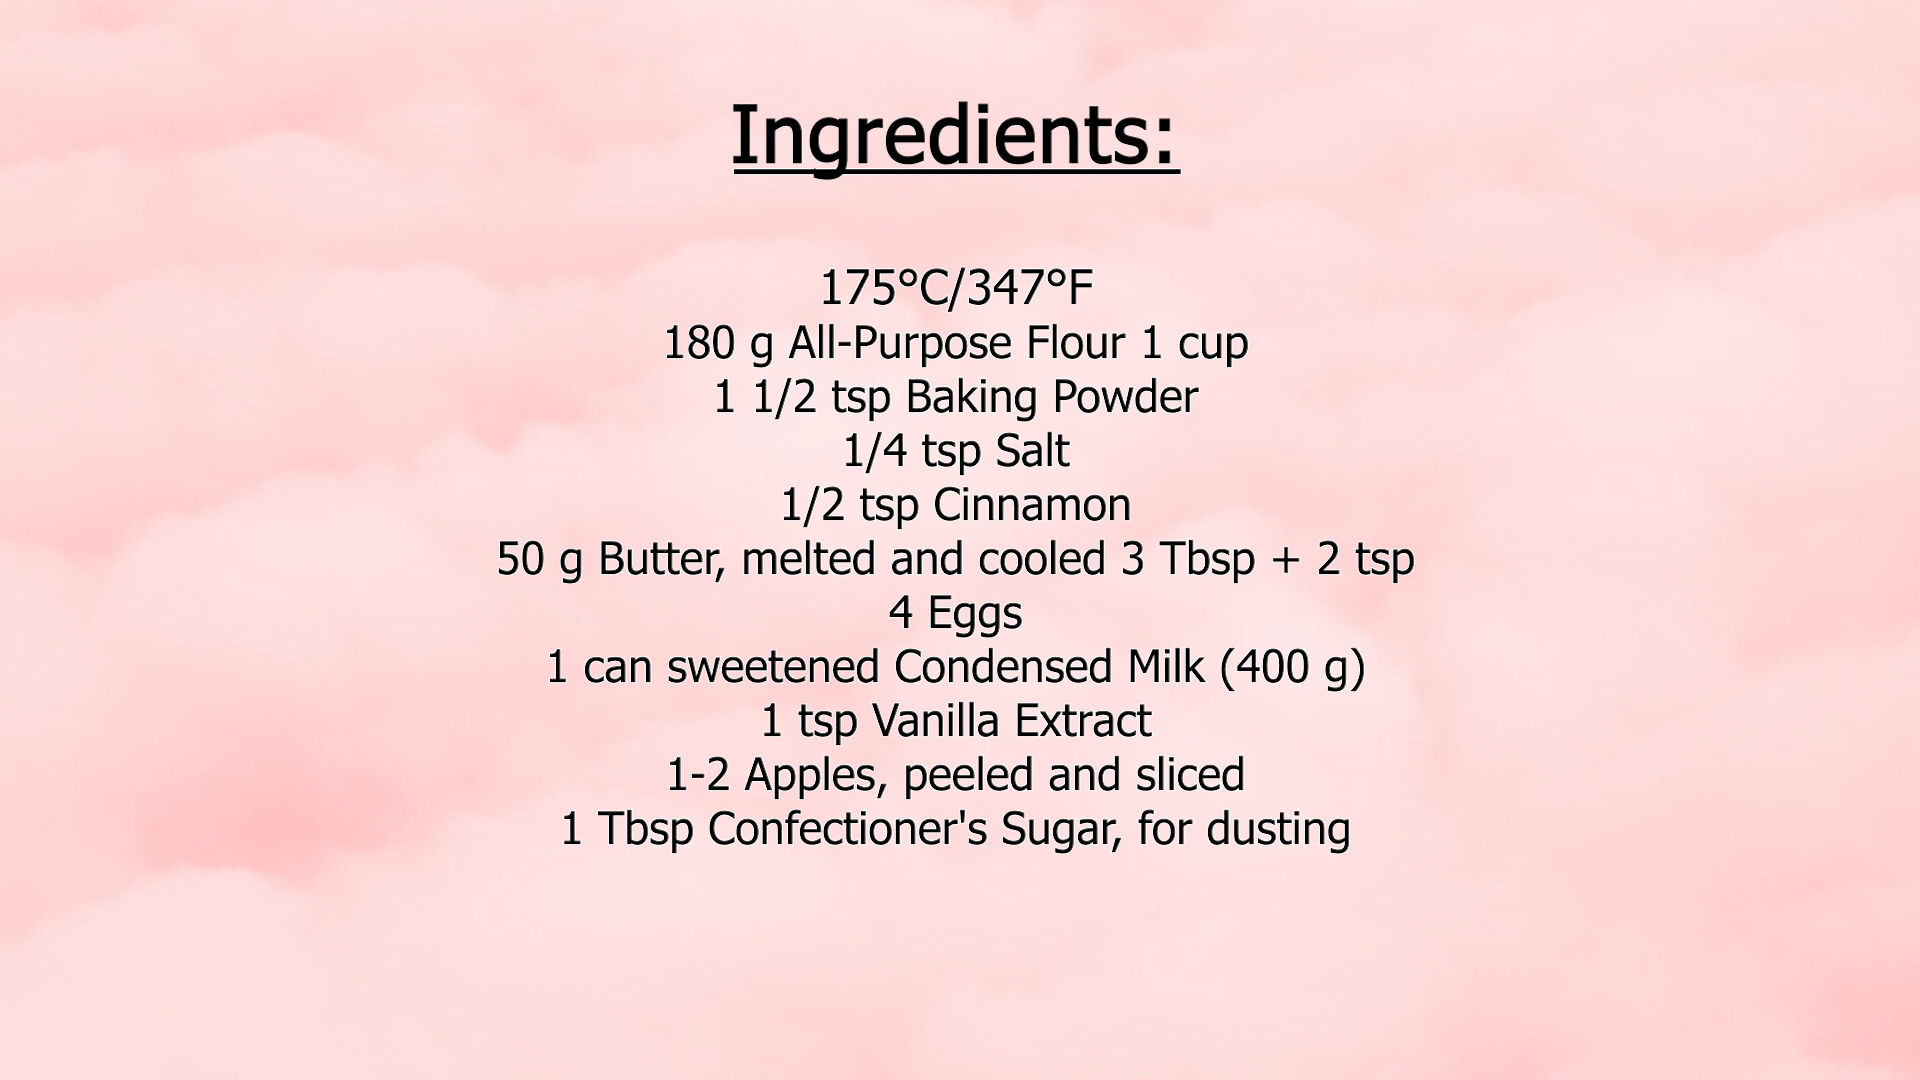 Ingredients:
175°C/347°F
180 g All-Purpose Flour 1 cup
1 1/2 tsp Baking Powder
1/4 tsp Salt
1/2 tsp Cinnamon
50 g Butter, melted and cooled 3 Tbsp + 2 tsp
4 Eggs
1 can sweetened Condensed Milk (400 g)
1 tsp Vanilla Extract
1-2 Apples, peeled and sliced
1 Tbsp Confectioner's Sugar, for dusting